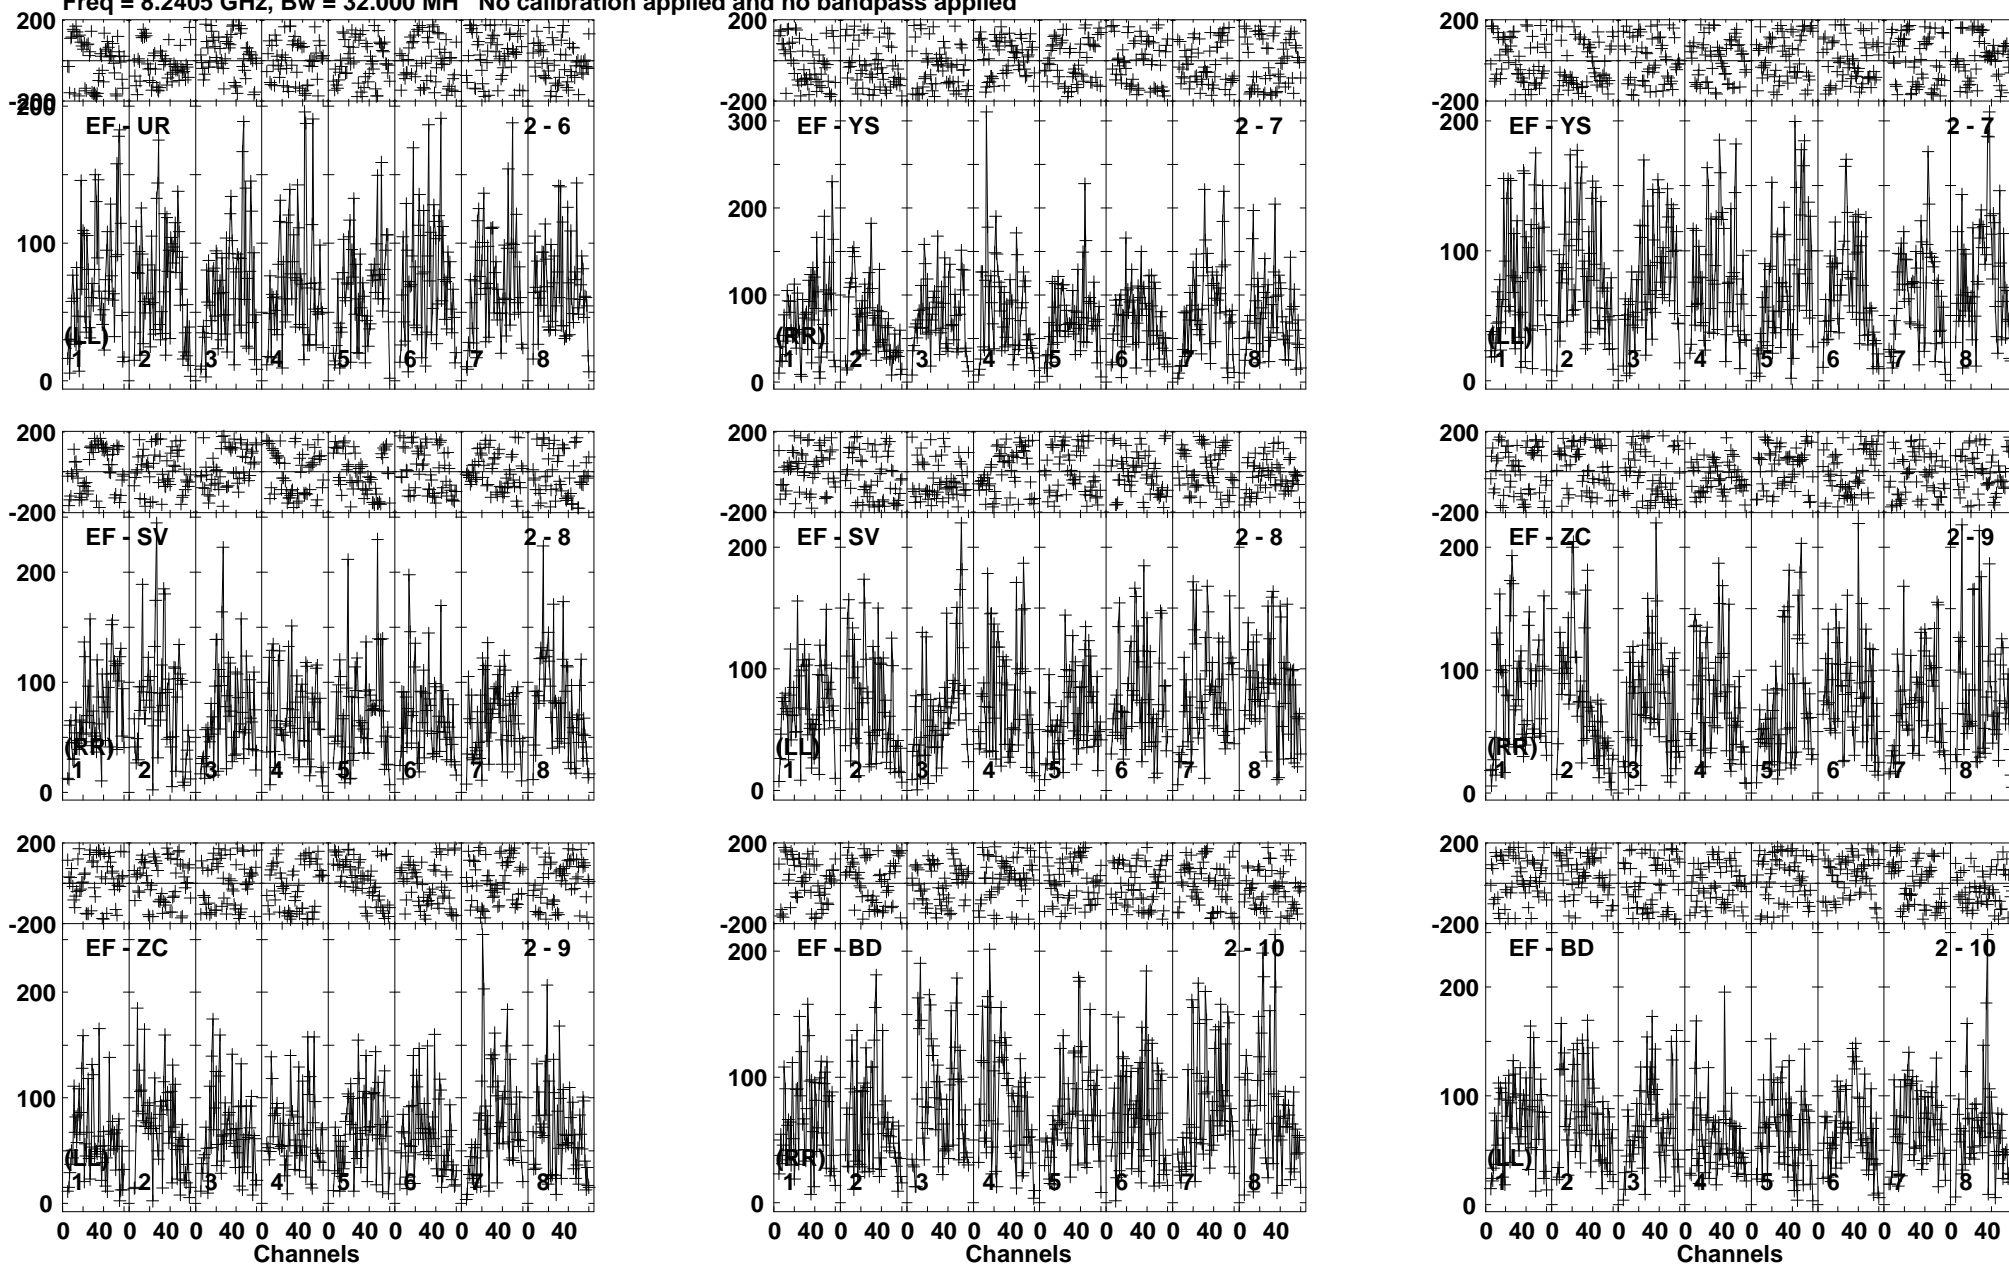 Freq = 8.2405 GHz, Bw = 32.000 MH No calibration applied and no bandpass applied
200 200 200
-200 -200 -200
200 300 200
EF - UR 2 - 6 EF - YS 2 - 7 EF - YS 2 - 7
200
100 100 100
(LL) (RR) (LL)
1 2 3 4 5 6 7 8 1 2 3 4 5 6 7 8 1 2 3 4 5 6 7 8
0 0 0
200 200 200
-200 -200 -200
EF - SV 2 - 8 EF - SV 2 - 8 EF - ZC 2 - 9
200 200 200
100 100 100
(RR) (LL) (RR)
1 2 3 4 5 6 7 8 1 2 3 4 5 6 7 8 1 2 3 4 5 6 7 8
0 0 0
200 200 200
-200 -200 -200
EF - ZC 2 - 9 EF - BD 2 - 10 EF - BD 2 - 10
200 200 200
100 100 100
(LL) (RR) (LL)
1 2 3 4 5 6 7 8 1 2 3 4 5 6 7 8 1 2 3 4 5 6 7 8
0 0 0
0 40 0 40 0 40 0 40 0 40 0 40 0 40 0 40 0 40 0 40 0 40 0 40 0 40 0 40 0 40 0 40 0 40 0 40 0 40 0 40 0 40 0 40 0 40 0 40
Channels Channels Channels